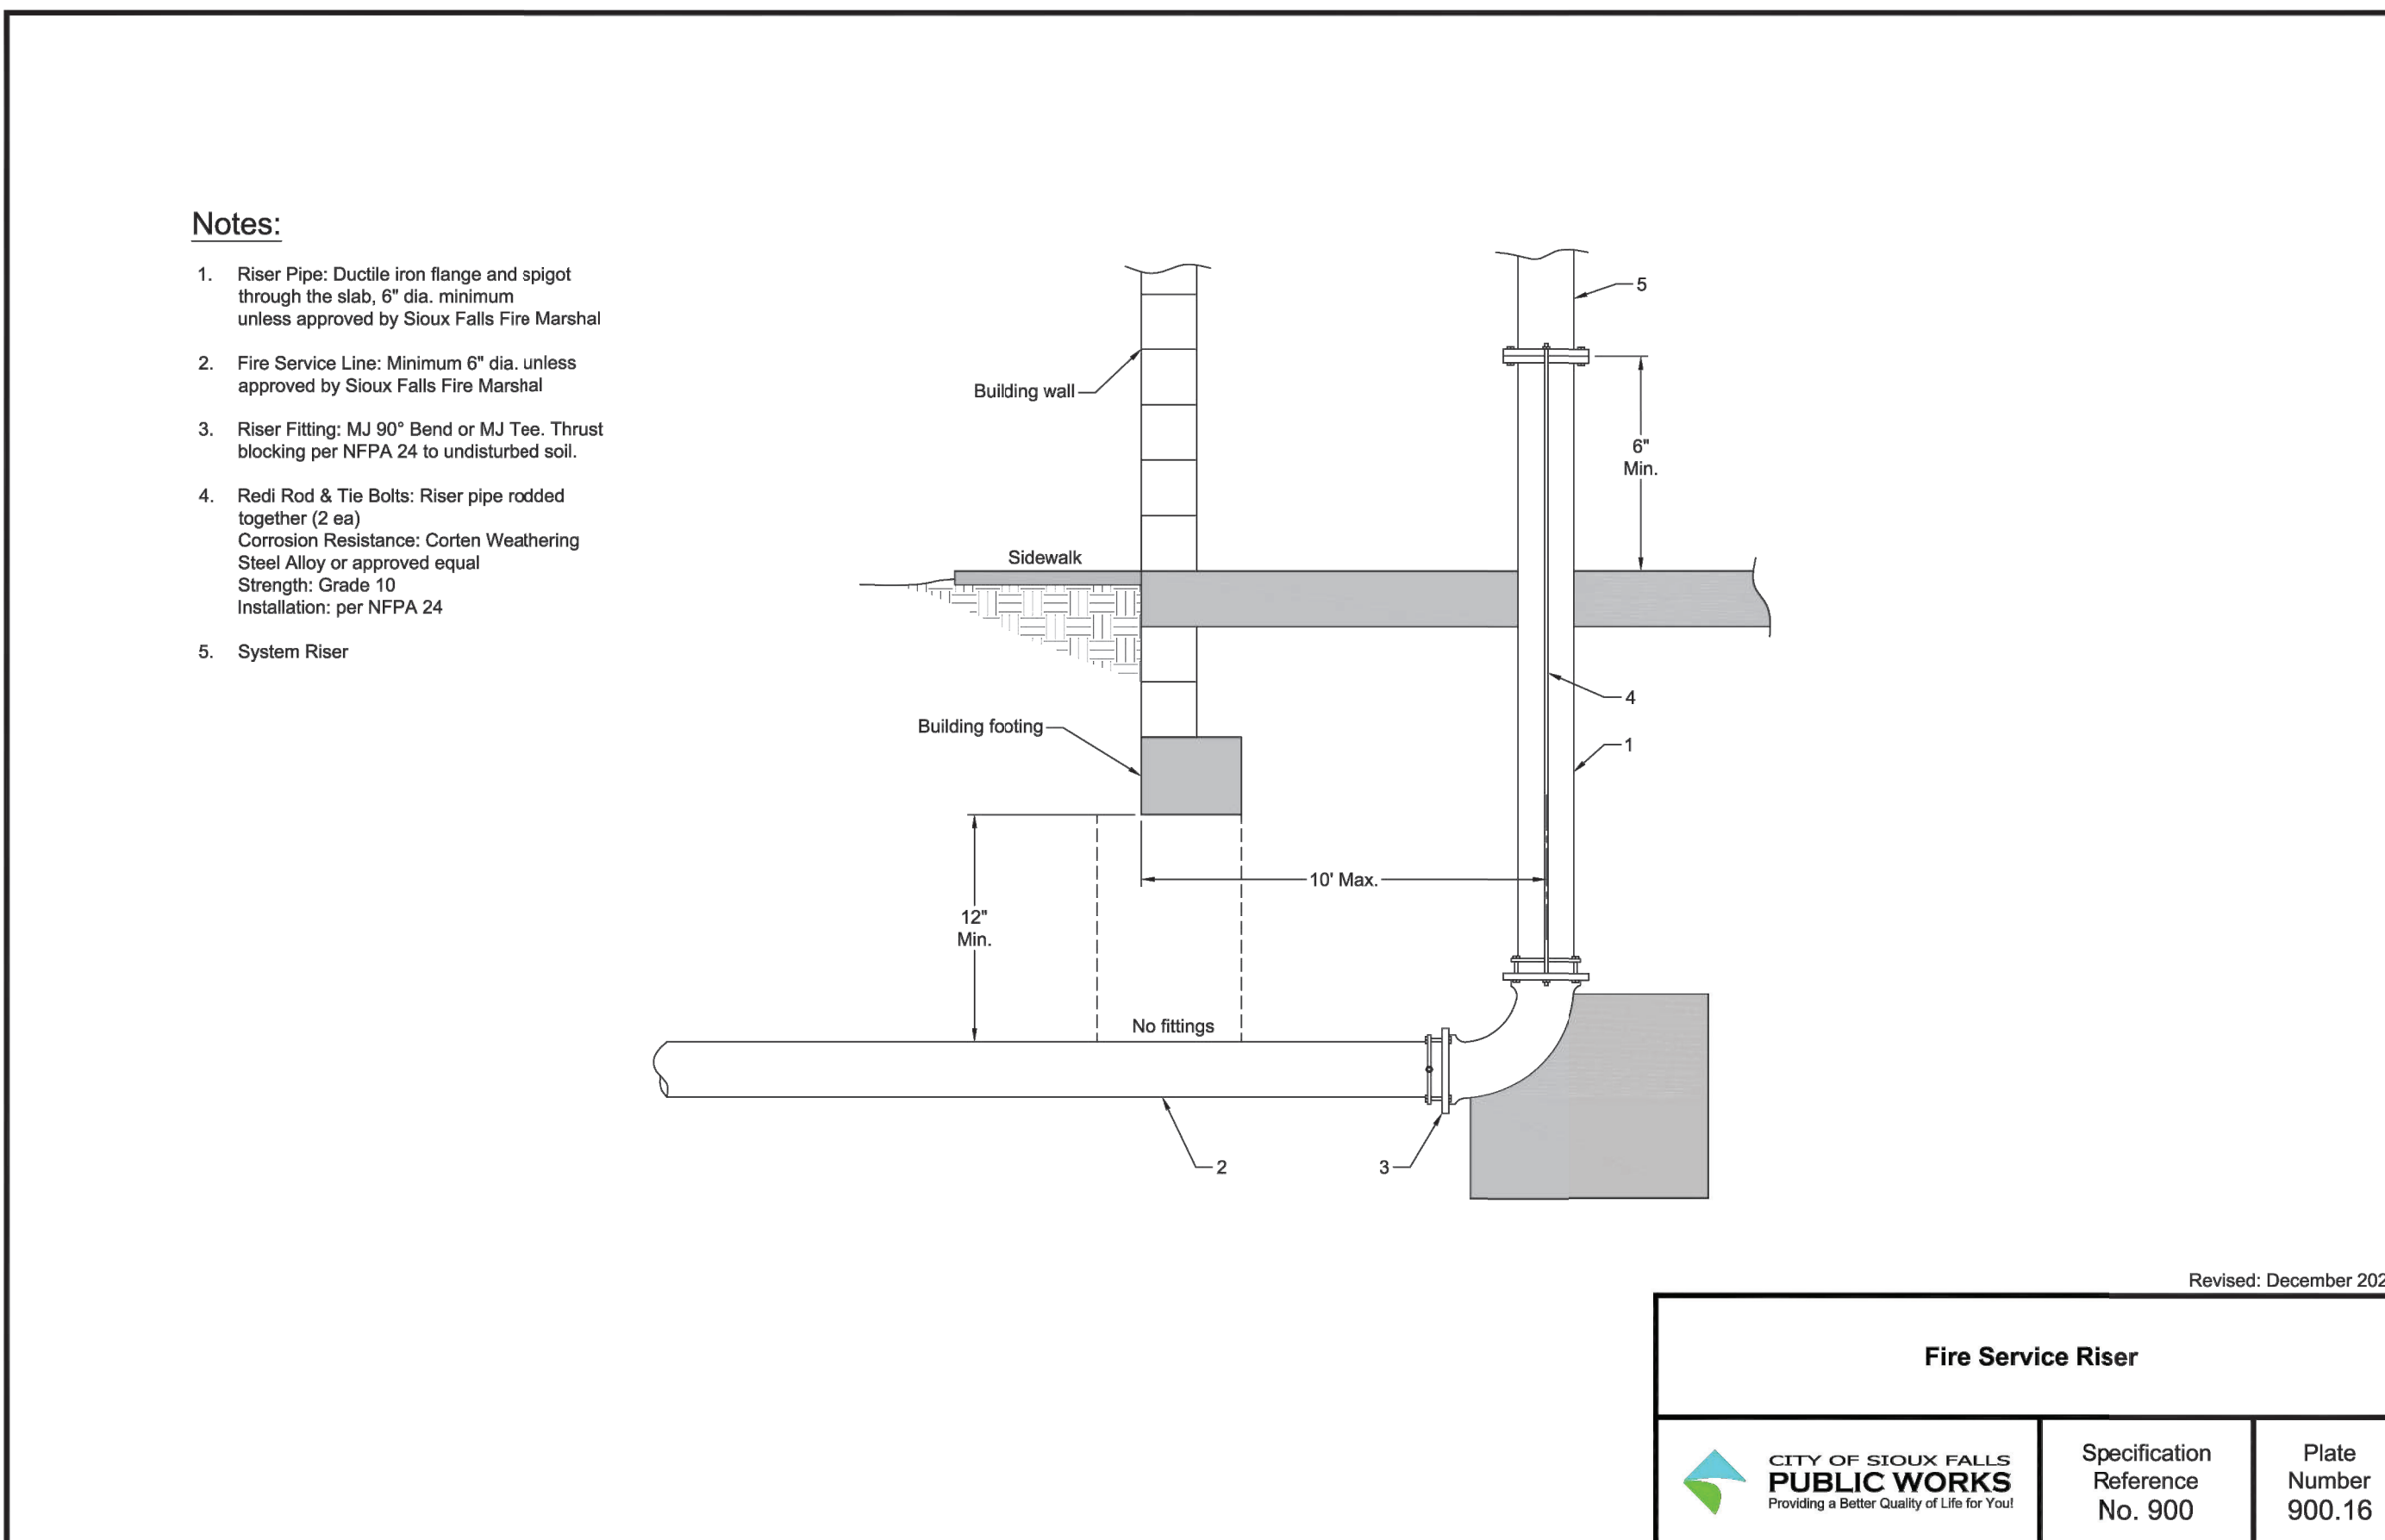 Notes:
1. Riser Pipe: Ductile iron flange and spigot
through the slab, 6" dia. minimum
unless approved by Sioux Falls Fire Marshal
2. Fire Service Line: Minimum 6" dia. unless
approved by Sioux Falls Fire Marshal
3. Riser Fitting: MJ 90° Bend or MJ Tee. Thrust
blocking per NFPA 24 to undisturbed soil.
4. Redi Rod & Tie Bolts: Riser pipe rodded
together (2 ea)
Corrosion Resistance: Corten Weathering
Steel Alloy or approved equal
Strength: Grade 10
Installation: per NFPA 24
5. System Riser
5
Building wall
6"
Min.
Sidewalk
4
Building footing
1
10' Max.
12"
Min.
No fittings
2
3
Revised: December 202
Fire Service Riser
CITY OF SIOUX FALLS
PUBLIC WORKS
Providing a Better Quality of Life for You!
Specification
Reference
No. 900
Plate
Number
900.16